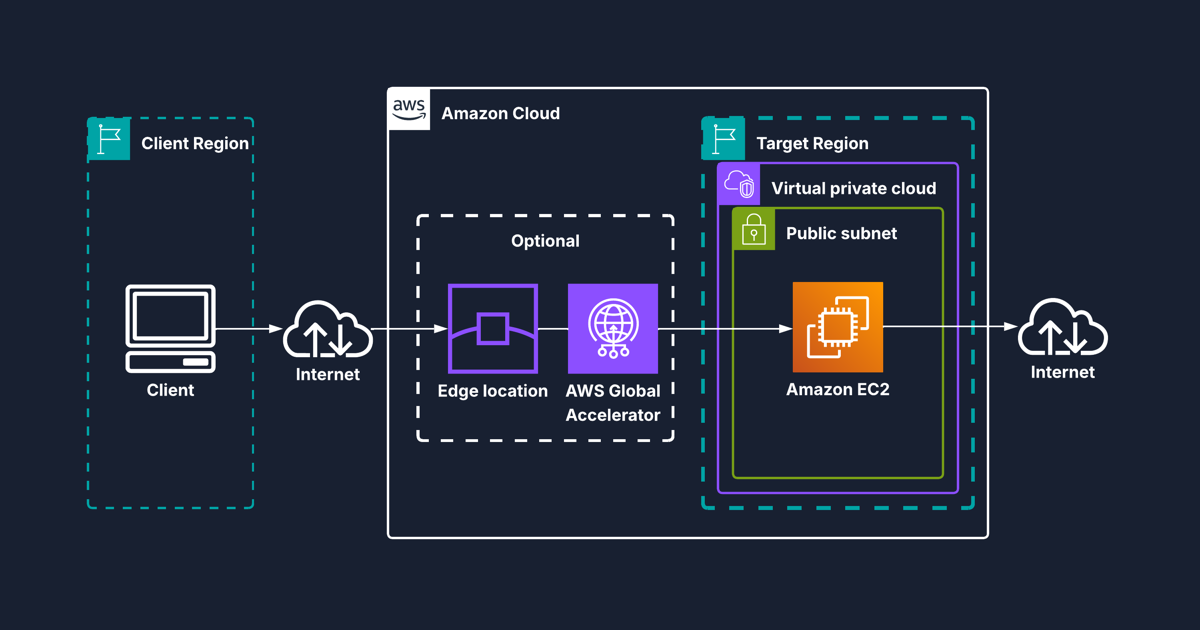 aws
Amazon Cloud
Client Region
Target Region
Virtual private cloud
Public subnet
Optional
Client
Internet
Edge location
AWS Global
Accelerator
Amazon EC2
Internet